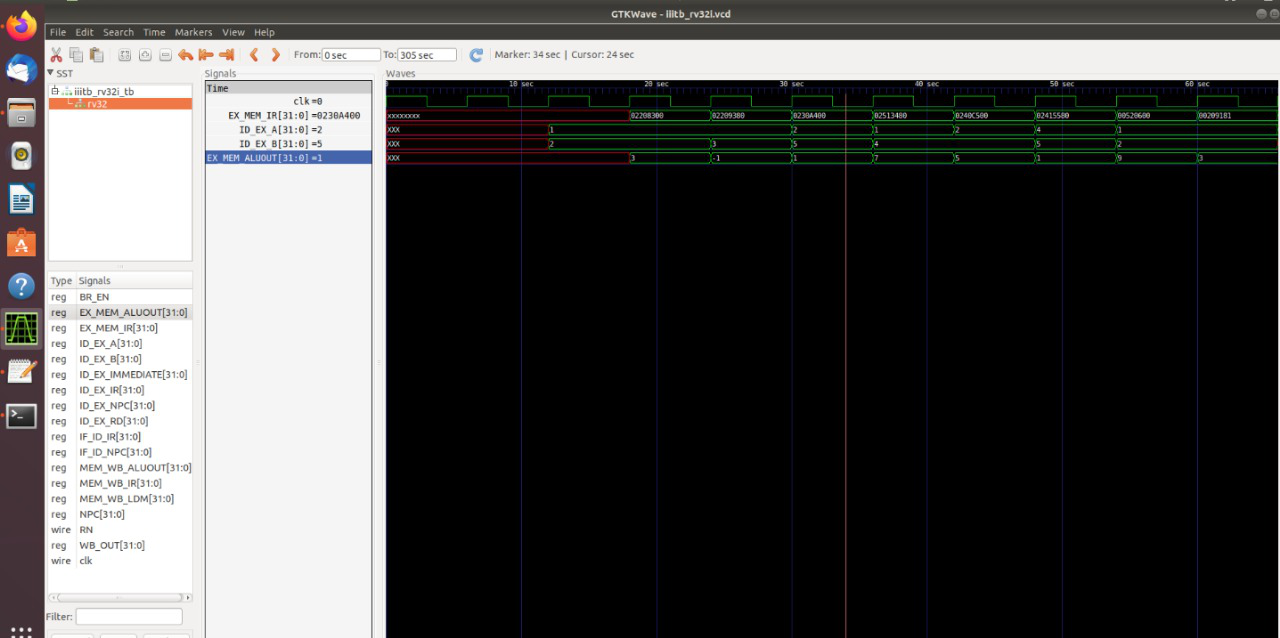 GTKWave - iiitb_rv32i.vcd
File Edit Search Time Markers View Help
From: 0 sec To: 305 sec Marker: 34 sec | Cursor: 24 sec
SST
iiitb_rv32i_tb
rv32
Type Signals
reg BR_EN
reg EX_MEM_ALUOUT[31:0]
reg EX_MEM_IR[31:0]
reg ID_EX_A[31:0]
reg ID_EX_B[31:0]
reg ID_EX_IMMEDIATE[31:0]
reg ID_EX_IR[31:0]
reg ID_EX_NPC[31:0]
reg ID_EX_RD[31:0]
reg IF_ID_IR[31:0]
reg IF_ID_NPC[31:0]
reg MEM_WB_ALUOUT[31:0]
reg MEM_WB_IR[31:0]
reg MEM_WB_LDM[31:0]
reg NPC[31:0]
wire RN
reg WB_OUT[31:0]
wire clk
Filter:
Signals
Time
clk=0
EX_MEM_IR[31:0]=0230A400
ID_EX_A[31:0]=2
ID_EX_B[31:0]=5
EX_MEM_ALUOUT[31:0]=1
Waves
0 10 sec 20 sec 30 sec 40 sec 50 sec 60 sec
xxxxxxxx 02208300 02209380 0230A400 02513480 0240C500 02415580 00520600 00209181
XXX 1 2 1 2 4 1
XXX 2 3 5 4 5 2
XXX 3 -1 1 7 5 1 9 3